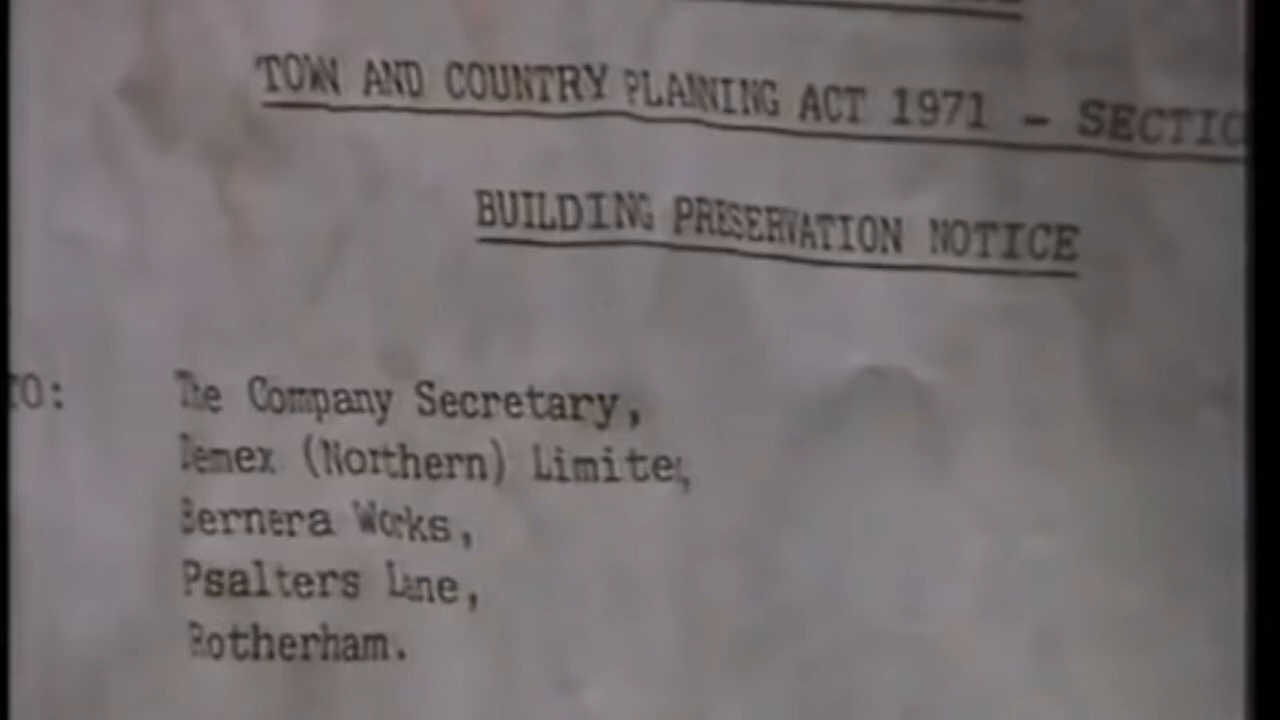 TOWN AND COUNTRY PLANNING ACT 1971 - SECTIO
BUILDING PRESERVATION NOTICE
TO: The Company Secretary,
Demex (Northern) Limited,
Bernera Works,
Psalters Lane,
Rotherham.